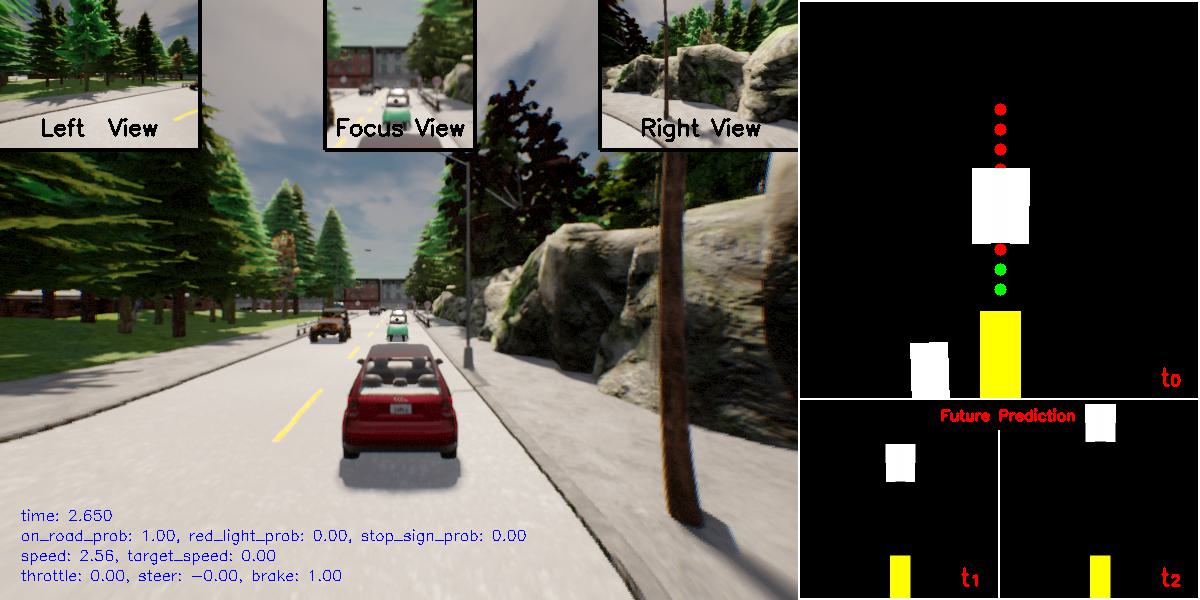 Left View
Focus View
Right View
t0
Future Prediction
t1
t2
time: 2.650
on_road_prob: 1.00, red_light_prob: 0.00, stop_sign_prob: 0.00
speed: 2.56, target_speed: 0.00
throttle: 0.00, steer: −0.00, brake: 1.00